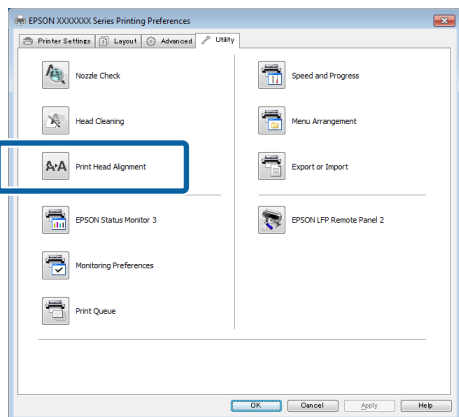 EPSON XXXXXXX Series Printing Preferences
Printer Settings Layout Advanced Utility
Nozzle Check
Speed and Progress
Head Cleaning
Menu Arrangement
A A Print Head Alignment
Export or Import
EPSON Status Monitor 3
EPSON LFP Remote Panel 2
Monitoring Preferences
Print Queue
OK Cancel Apply Help